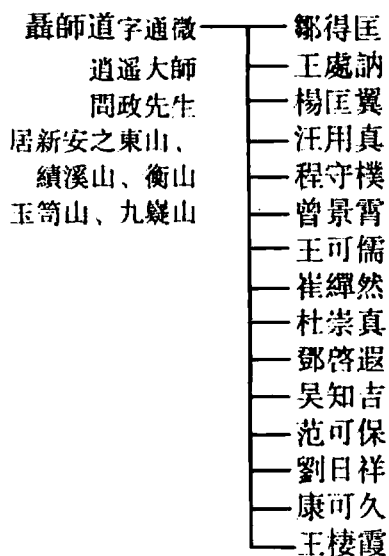 聶師道字通微
逍遥大師
問政先生
居新安之東山、
績溪山、衡山
玉笥山、九嶷山
鄒得匡
王處訥
楊匡翼
汪用真
程守樸
曾景霄
王可儒
崔繟然
杜崇真
鄧啓遐
吴知吉
范可保
劉日祥
康可久
王棲霞